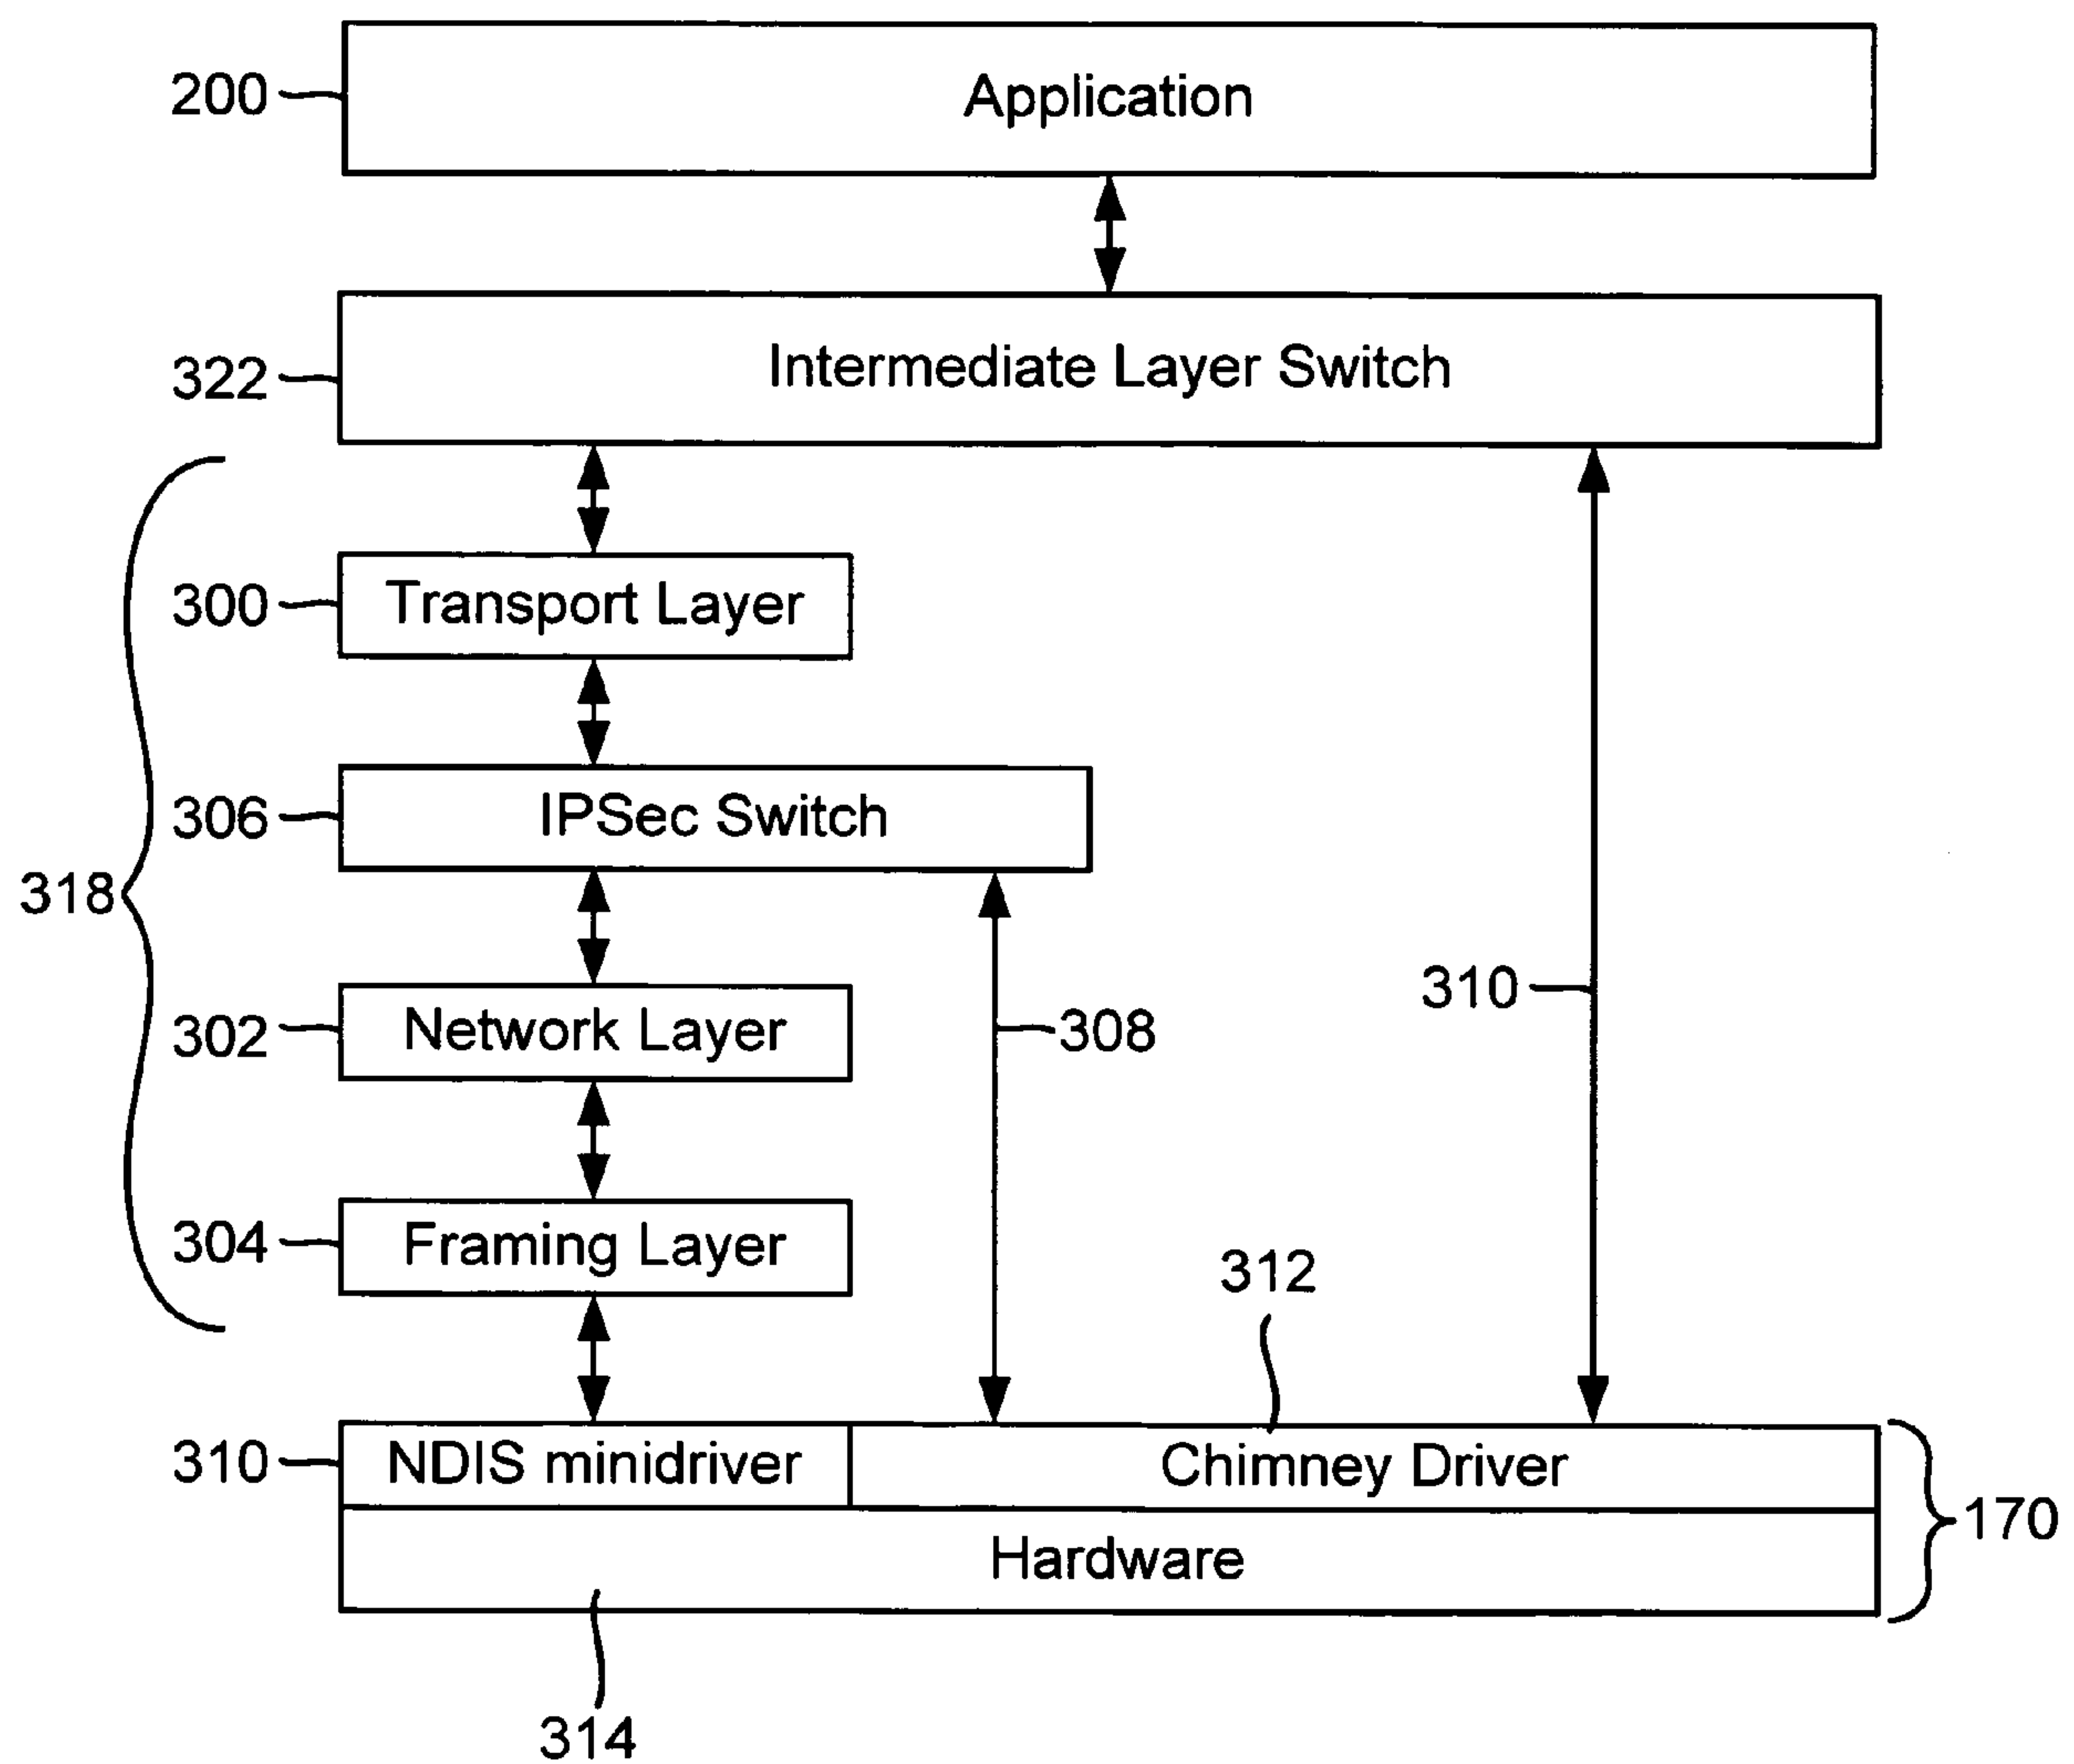 200
Application
322
Intermediate Layer Switch
300
Transport Layer
306
IPSec Switch
318
302
Network Layer
308
310
304
Framing Layer
312
310
NDIS minidriver
Chimney Driver
170
Hardware
314